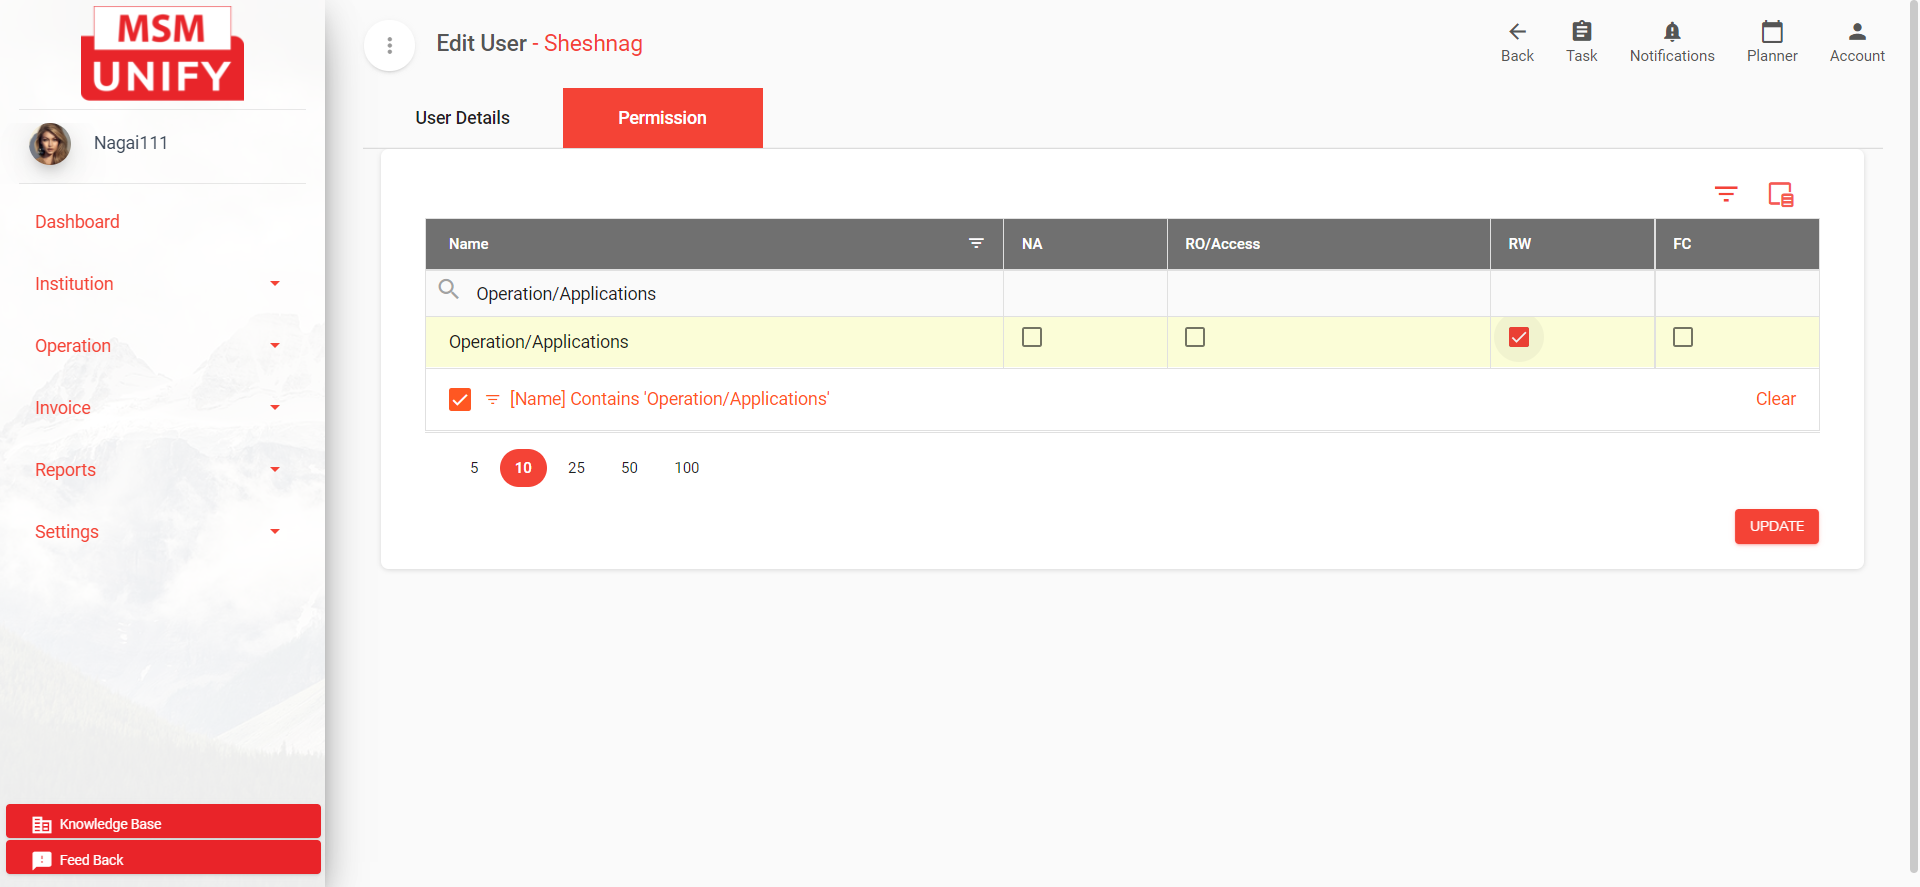 MSM
UNIFY
Nagai111
Dashboard
Institution
Operation
Invoice
Reports
Settings
Knowledge Base
Feed Back
Edit User - Sheshnag
Back
Task
Notifications
Planner
Account
User Details
Permission
Name NA RO/Access RW FC
Operation/Applications
Operation/Applications
[Name] Contains 'Operation/Applications'
Clear
5 10 25 50 100
UPDATE